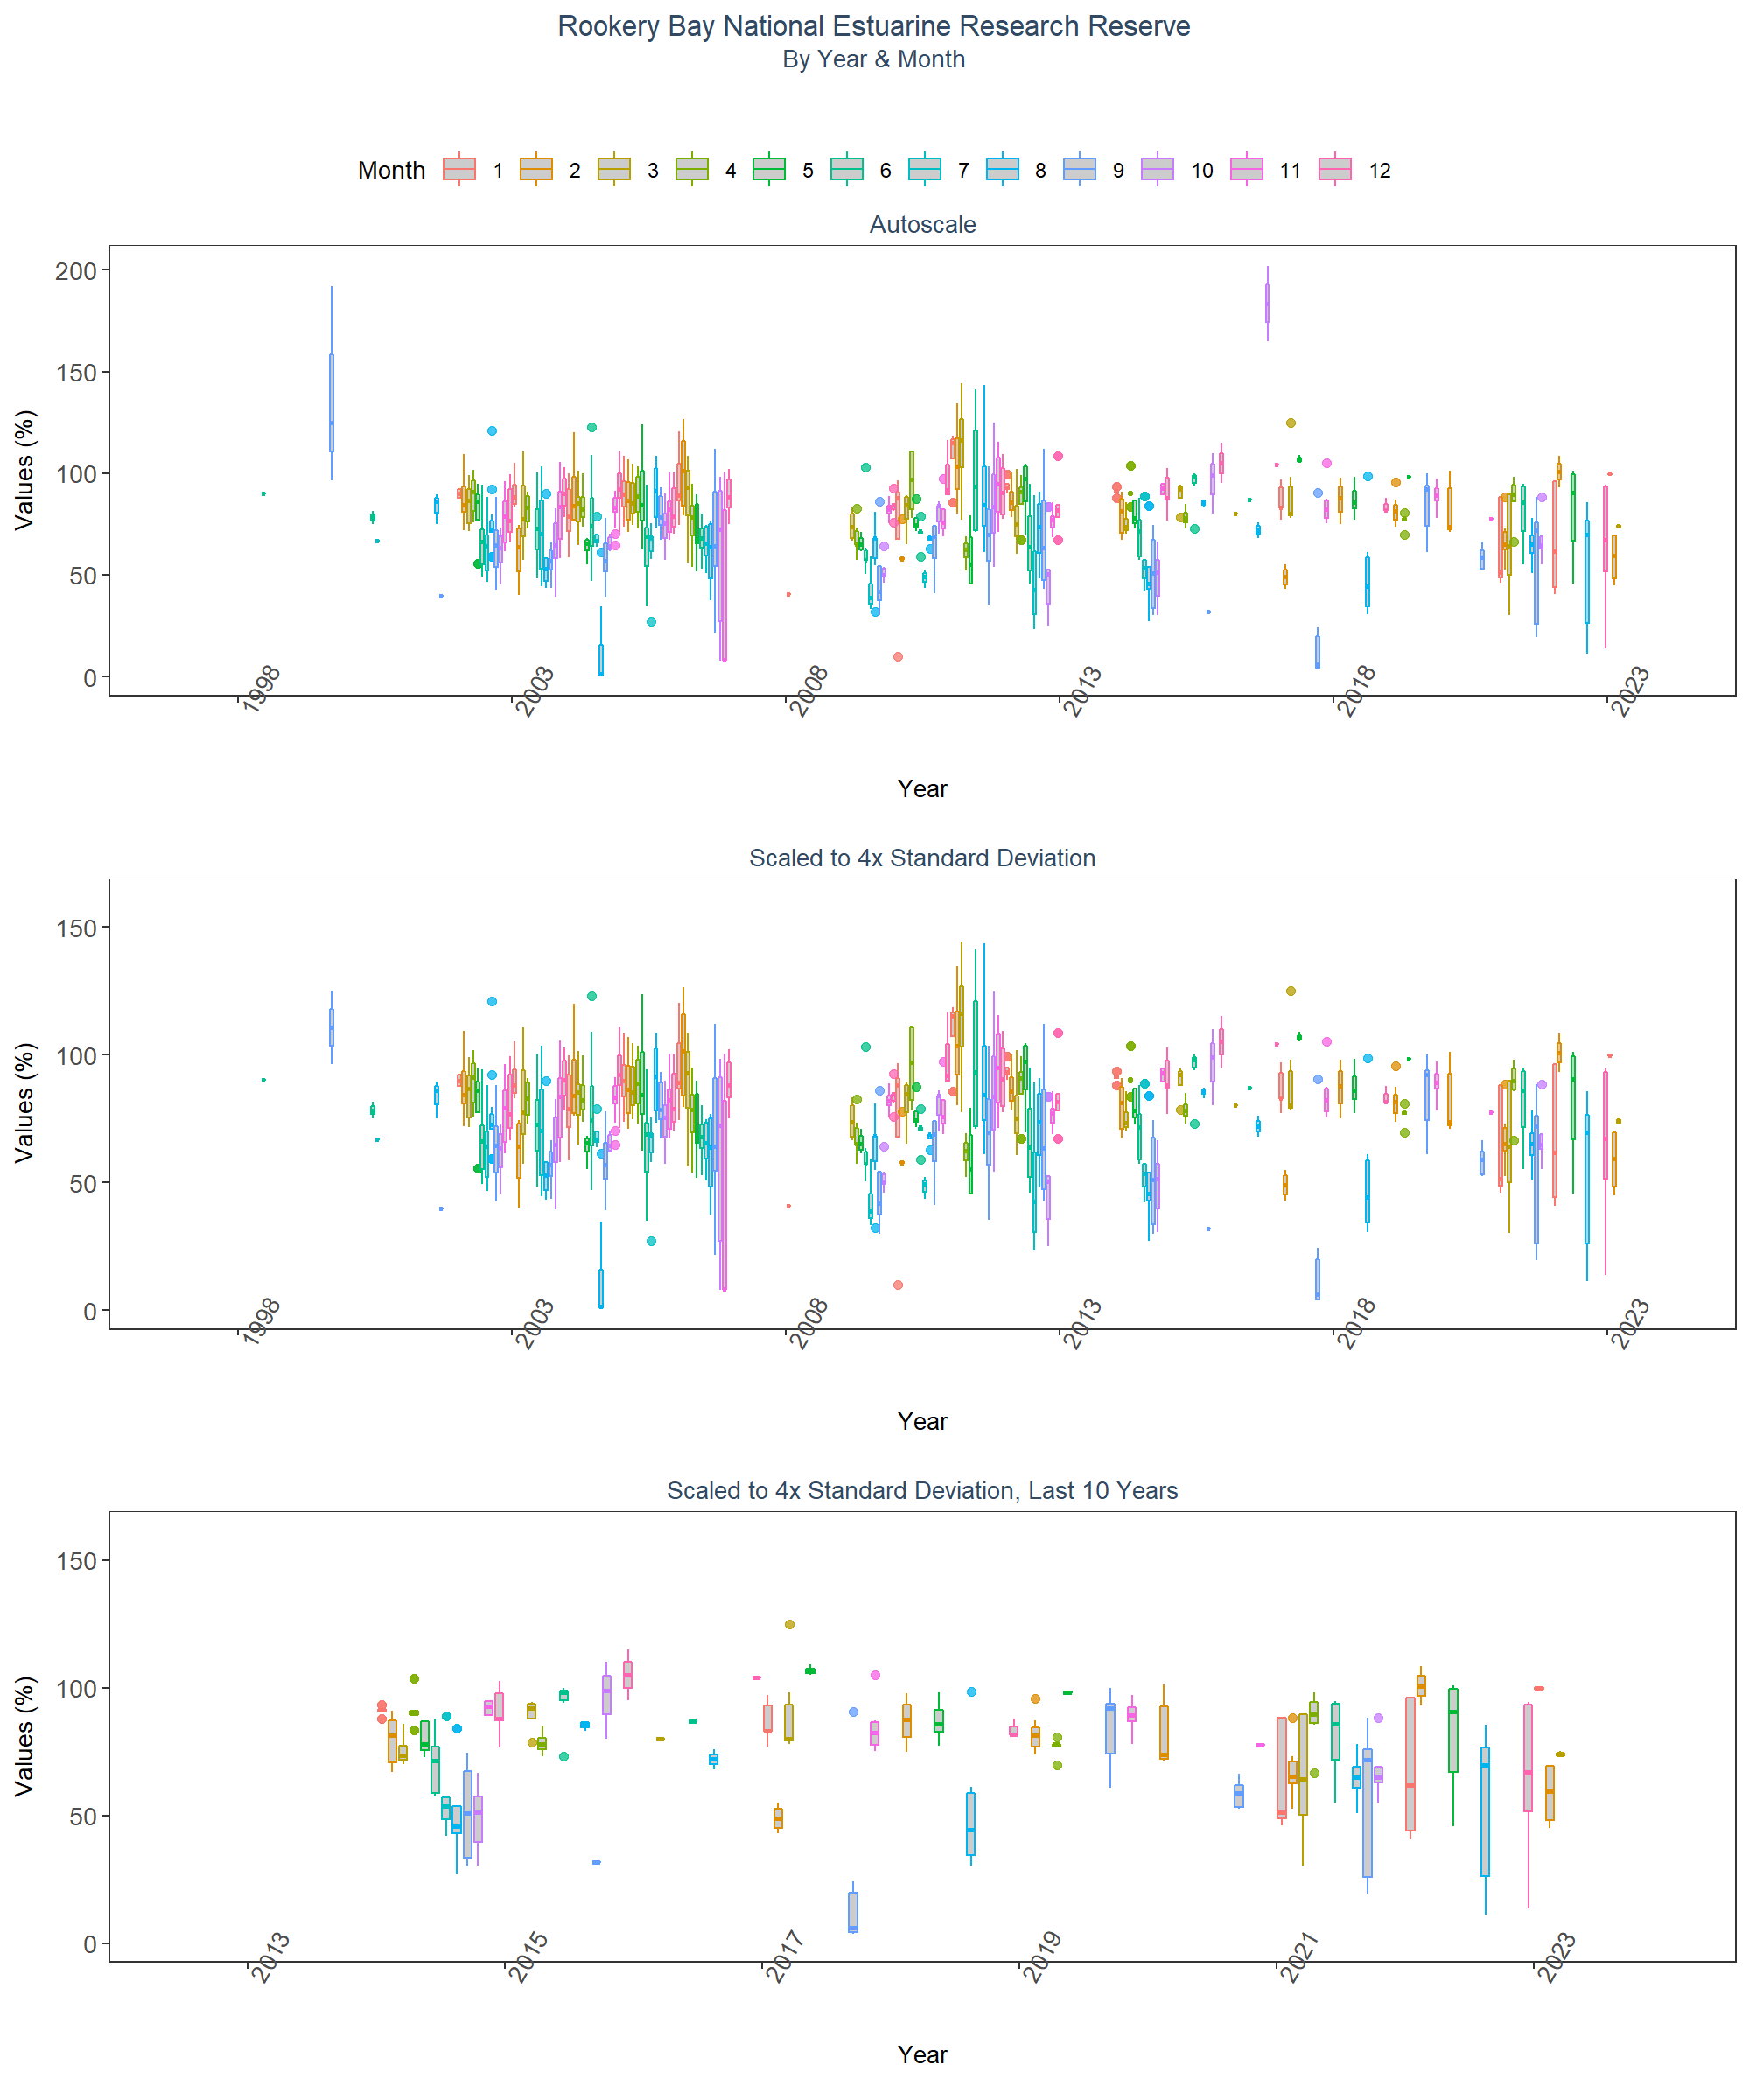 Rookery Bay National Estuarine Research Reserve
By Year & Month
Month 1 2 3 4 5 6 7 8 9 10 11 12
Autoscale
Values (%)
200
150
100
50
0
1998 2003 2008 2013 2018 2023
Year
Scaled to 4x Standard Deviation
Values (%)
150
100
50
0
1998 2003 2008 2013 2018 2023
Year
Scaled to 4x Standard Deviation, Last 10 Years
Values (%)
150
100
50
0
2013 2015 2017 2019 2021 2023
Year